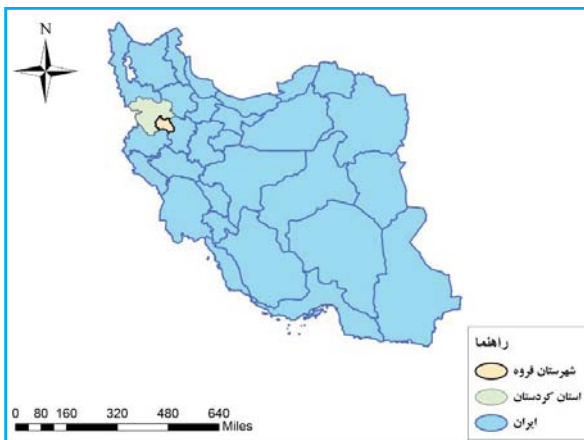 N
راهنما
شهرستان قروه
استان کردستان
ایران
0 80 160 320 480 640
Miles